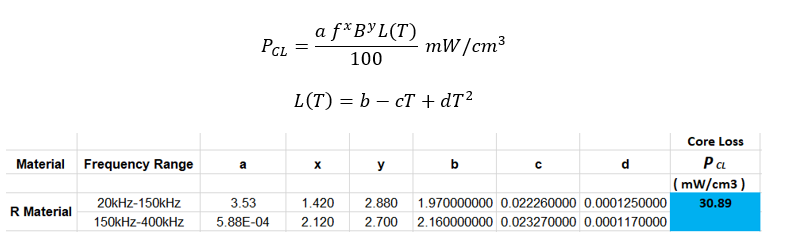 P_CL = a f^x B^y L(T) / 100 mW/cm³
L(T) = b − cT + dT²
Core Loss
Material Frequency Range a x y b c d P CL
( mW/cm3 )
R Material
20kHz-150kHz 3.53 1.420 2.880 1.970000000 0.022260000 0.0001250000 30.89
150kHz-400kHz 5.88E-04 2.120 2.700 2.160000000 0.023270000 0.0001170000